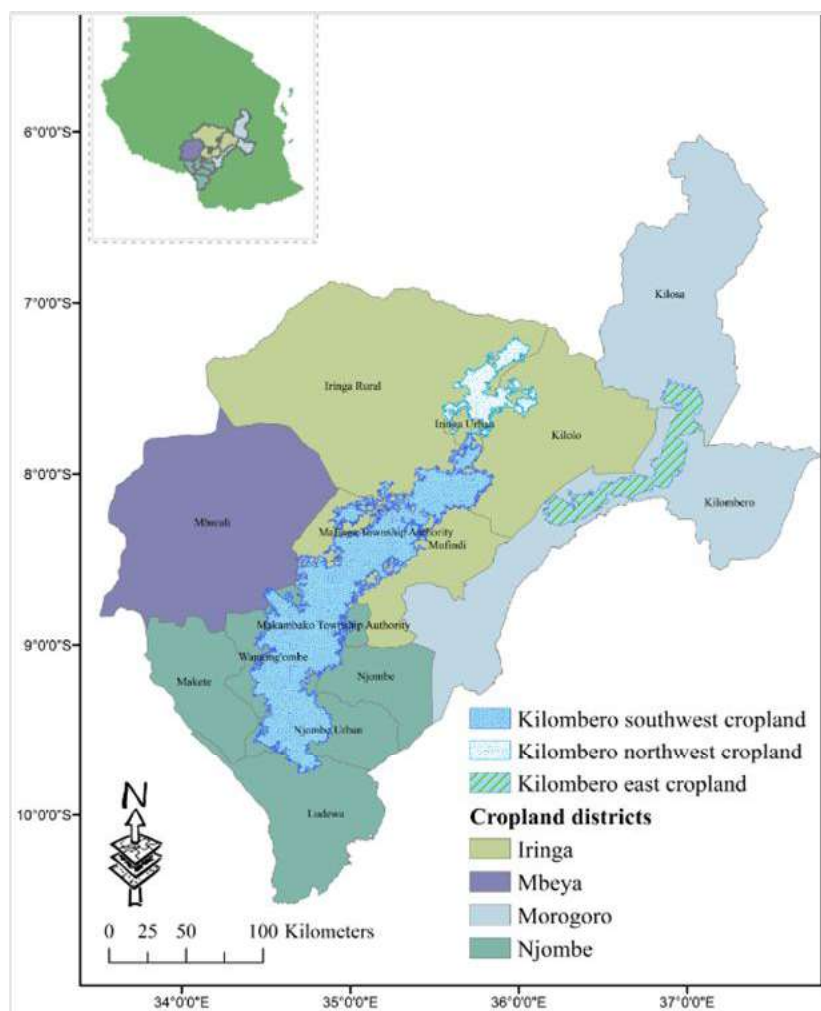 6°0'0"S
7°0'0"S
8°0'0"S
9°0'0"S
10°0'0"S
Kilosa
Iringa Rural
Iringa Urban
Kilolo
Kilombero
Mbarali
Mafinga Township Authority
Mufindi
Makambako Township Authority
Wanging'ombe
Makete
Njombe
Njombe Urban
Ludewa
Kilombero southwest cropland
Kilombero northwest cropland
Kilombero east cropland
Cropland districts
Iringa
Mbeya
Morogoro
Njombe
N
0 25 50 100 Kilometers
34°0'0"E 35°0'0"E 36°0'0"E 37°0'0"E